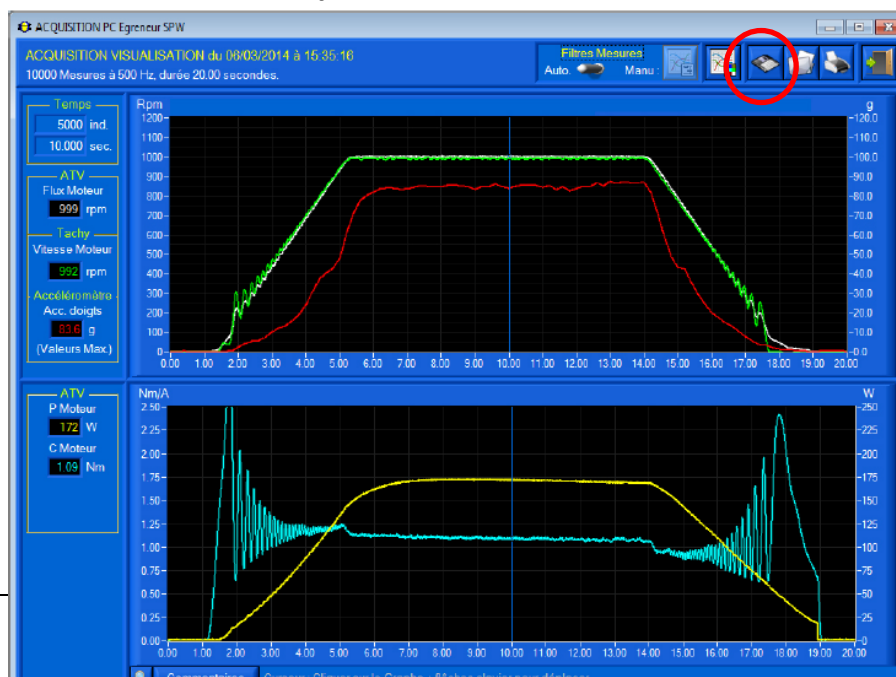 ACQUISITION PC Egreneur SPW
ACQUISITION VISUALISATION du 06/03/2014 à 15:35:16
10000 Mesures à 500 Hz, durée 20.00 secondes.
Filtres Mesures
Auto. Manu :
Temps
5000 ind.
10.000 sec.
ATV
Flux Moteur
999 rpm
Tachy
Vitesse Moteur
992 rpm
Accéléromètre
Acc. doigts
83.6 g
(Valeurs Max.)
Rpm
1200
1100
1000
900
800
700
600
500
400
300
200
100
0
g
120.0
110.0
100.0
90.0
80.0
70.0
60.0
50.0
40.0
30.0
20.0
10.0
0.0
0.00 1.00 2.00 3.00 4.00 5.00 6.00 7.00 8.00 9.00 10.00 11.00 12.00 13.00 14.00 15.00 16.00 17.00 18.00 19.00 20.00
ATV
P Moteur
172 W
C Moteur
1.09 Nm
Nm/A
2.50
2.25
2.00
1.75
1.50
1.25
1.00
0.75
0.50
0.25
0.00
W
250
225
200
175
150
125
100
75
50
25
0
0.00 1.00 2.00 3.00 4.00 5.00 6.00 7.00 8.00 9.00 10.00 11.00 12.00 13.00 14.00 15.00 16.00 17.00 18.00 19.00 20.00
Commentaires